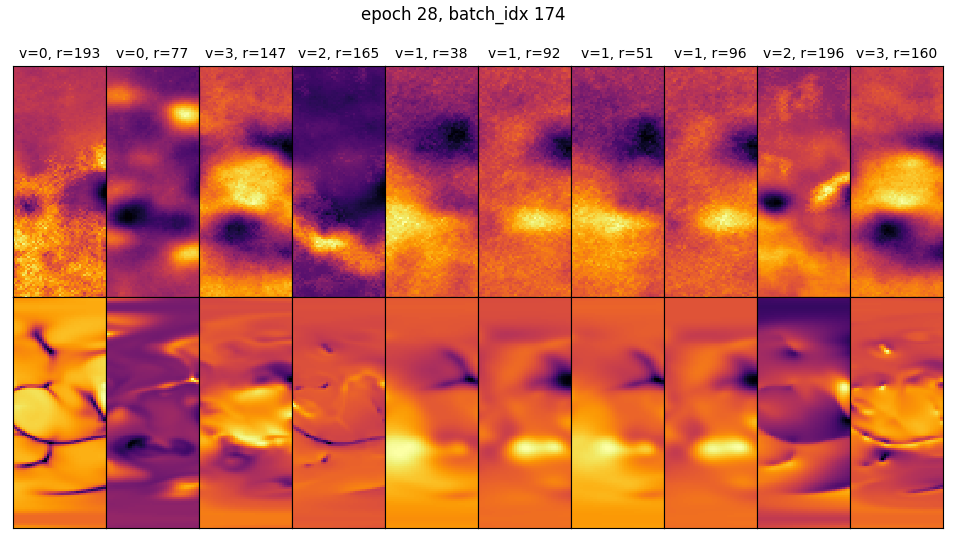 epoch 28, batch_idx 174
v=0, r=193 v=0, r=77 v=3, r=147 v=2, r=165 v=1, r=38 v=1, r=92 v=1, r=51 v=1, r=96 v=2, r=196 v=3, r=160